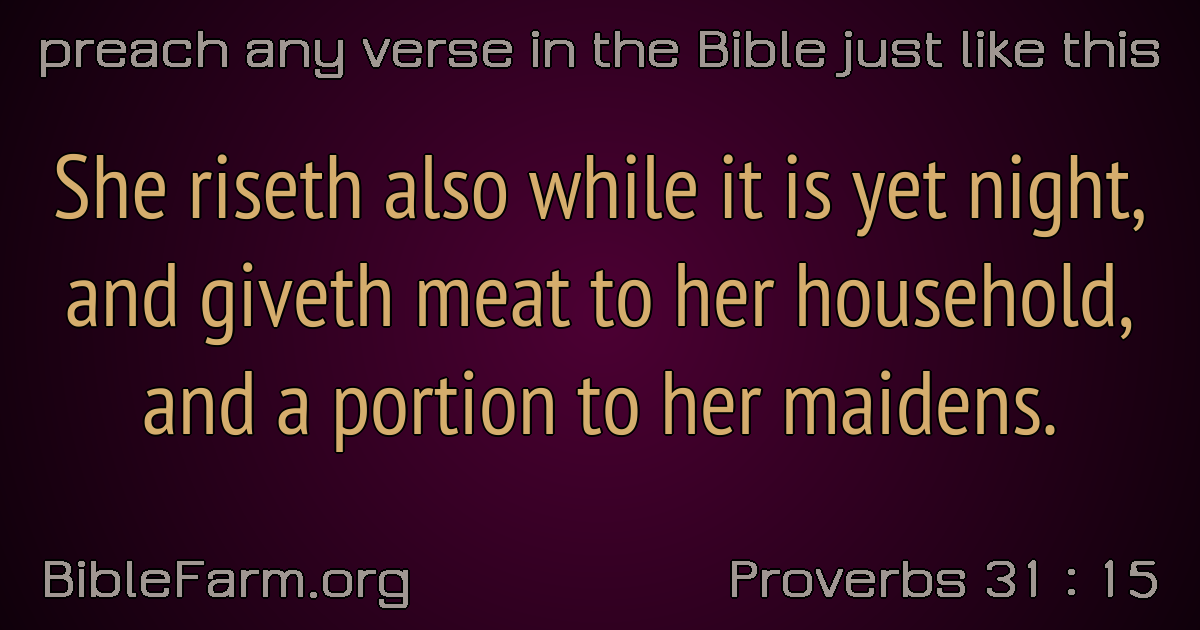 preach any verse in the Bible just like this
She riseth also while it is yet night,
and giveth meat to her household,
and a portion to her maidens.
BibleFarm.org
Proverbs 31 : 15